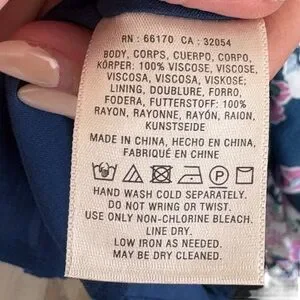 RN : 66170 CA : 32054
BODY, CORPS, CUERPO, CORPO,
KÖRPER: 100% VISCOSE, VISCOSE,
VISCOSA, VISCOSA, VISKOSE;
LINING, DOUBLURE, FORRO,
FODERA, FUTTERSTOFF: 100%
RAYON, RAYONNE, RAYÓN, RAION,
KUNSTSEIDE
MADE IN CHINA, HECHO EN CHINA,
FABRIQUÉ EN CHINE
HAND WASH COLD SEPARATELY.
DO NOT WRING OR TWIST.
USE ONLY NON-CHLORINE BLEACH.
LINE DRY.
LOW IRON AS NEEDED.
MAY BE DRY CLEANED.